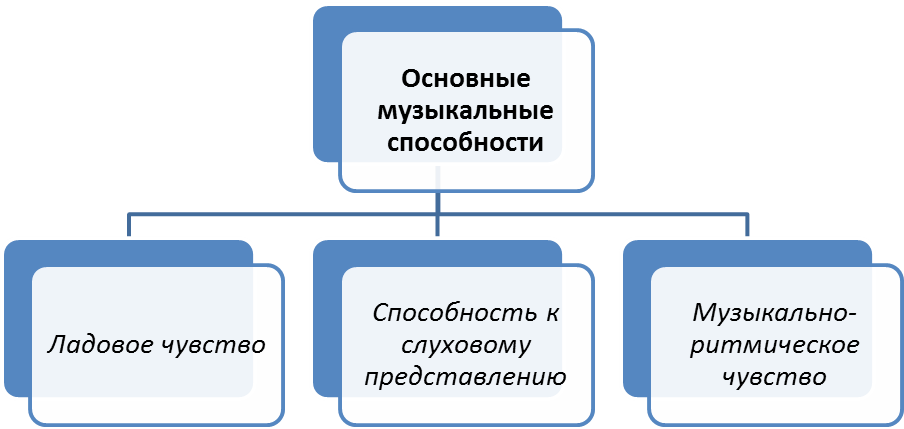 Основные
музыкальные
способности
Ладовое чувство
Способность к
слуховому
представлению
Музыкально-
ритмическое
чувство